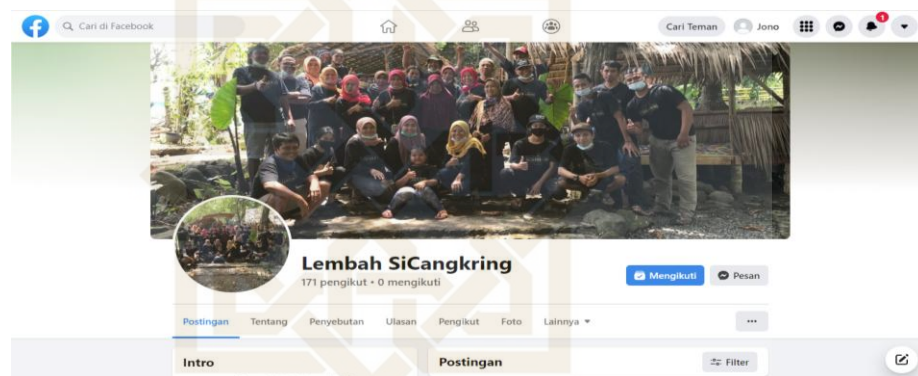 Cari di Facebook
Cari Teman
Jono
1
Lembah SiCangkring
171 pengikut • 0 mengikuti
Mengikuti
Pesan
Postingan Tentang Penyebutan Ulasan Pengikut Foto Lainnya
Intro
Postingan
Filter